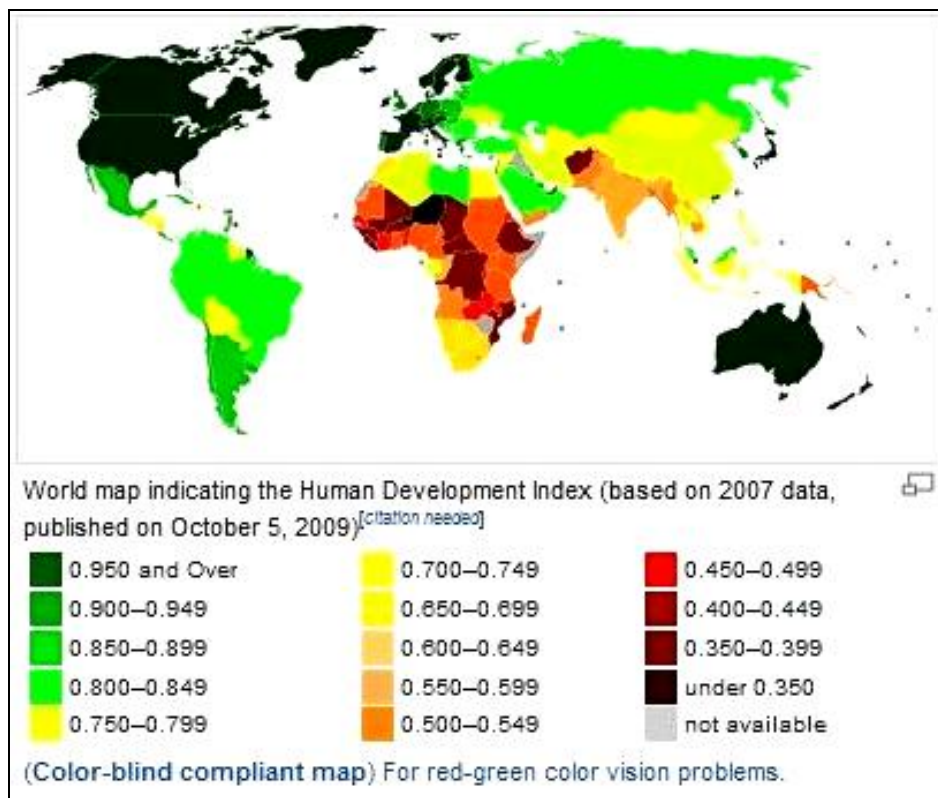 World map indicating the Human Development Index (based on 2007 data,
published on October 5, 2009)[citation needed]
0.950 and Over
0.900–0.949
0.850–0.899
0.800–0.849
0.750–0.799
0.700–0.749
0.650–0.699
0.600–0.649
0.550–0.599
0.500–0.549
0.450–0.499
0.400–0.449
0.350–0.399
under 0.350
not available
(Color-blind compliant map) For red-green color vision problems.